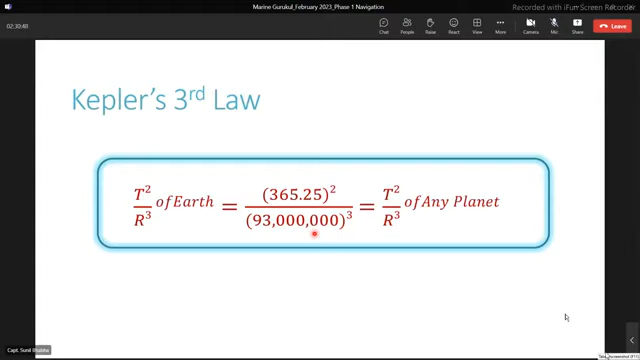 Marine Gurukul_February 2023_Phase 1 Navigation
Recorded with iFun Screen Recorder
02:30:48
Chat People Raise React View More Camera Mic Share Leave
Kepler's 3rd Law
T²/R³ of Earth = (365.25)²/(93,000,000)³ = T²/R³ of Any Planet
Capt. Sunil Bhabha